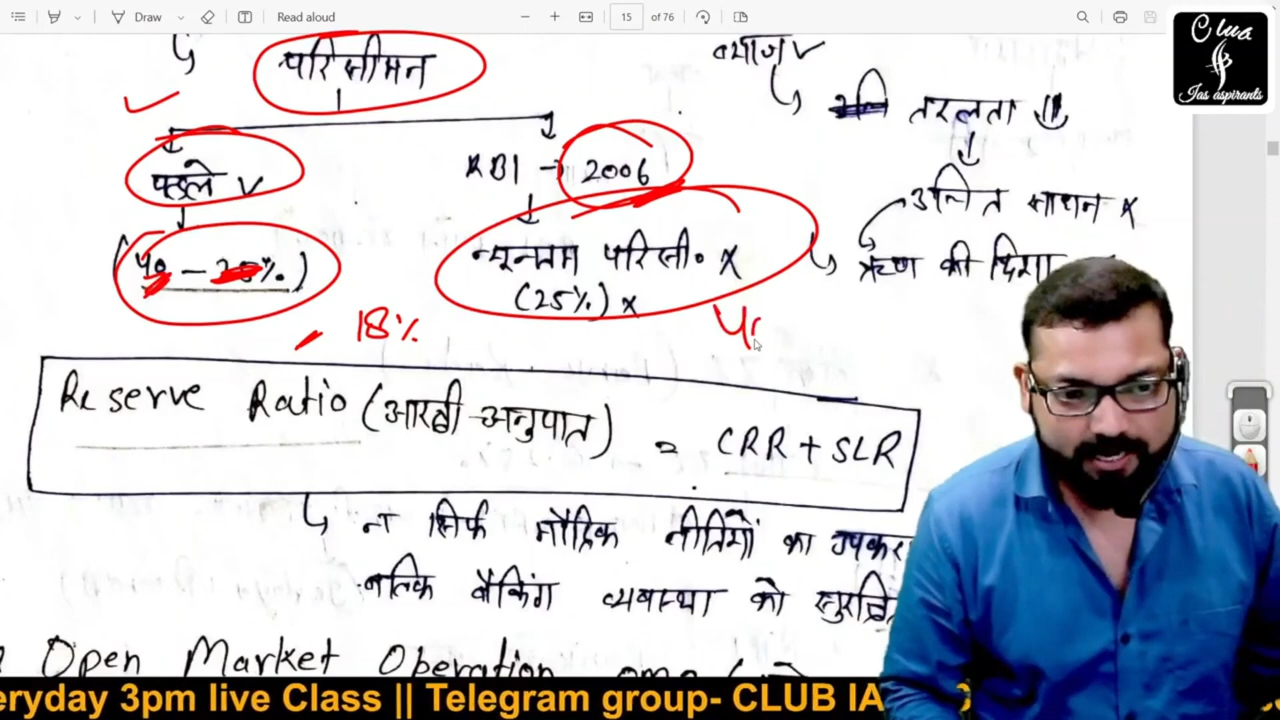 Draw
Read aloud
15 of 76
Club
Ias aspirants
परिसीमन
ब्याज ✓
तरलता ⇓
पहले ✓
RBI → 2006
उचित साधन x
(40 - %)
न्यूनतम परिसी. x
ऋण की
(25%) x
18%
Reserve Ratio (आरक्षी अनुपात) = CRR + SLR
ना सिर्फ मौद्रिक नीतियों का उपकर
बल्कि बैंकिंग व्यवस्था को सुरक्षि
Open Market Operation
eryday 3pm live Class || Telegram group- CLUB IA